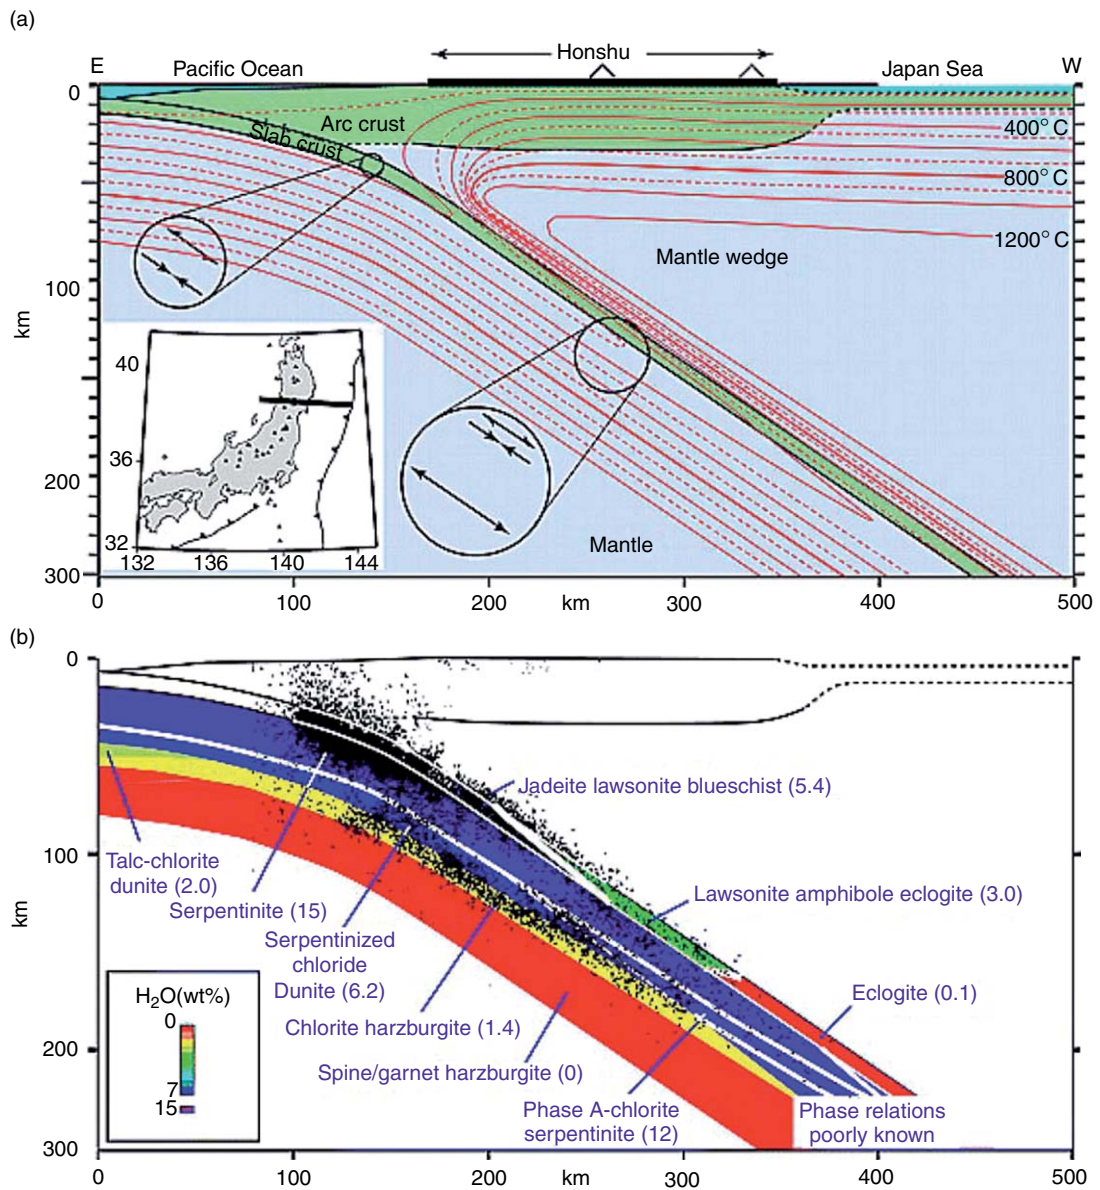 (a)
Honshu
E
Pacific Ocean
Japan Sea
W
0
Arc crust
Slab crust
400° C
800° C
1200° C
Mantle wedge
100
km
40
36
32
132
136
140
144
200
Mantle
300
0
100
200
km
300
400
500
(b)
0
Jadeite lawsonite blueschist (5.4)
100
Talc-chlorite
dunite (2.0)
Lawsonite amphibole eclogite (3.0)
Serpentinite (15)
km
Serpentinized
chloride
Dunite (6.2)
H2O(wt%)
0
7
15
Eclogite (0.1)
Chlorite harzburgite (1.4)
200
Spine/garnet harzburgite (0)
Phase A-chlorite
serpentinite (12)
Phase relations
poorly known
300
0
100
200
km
300
400
500